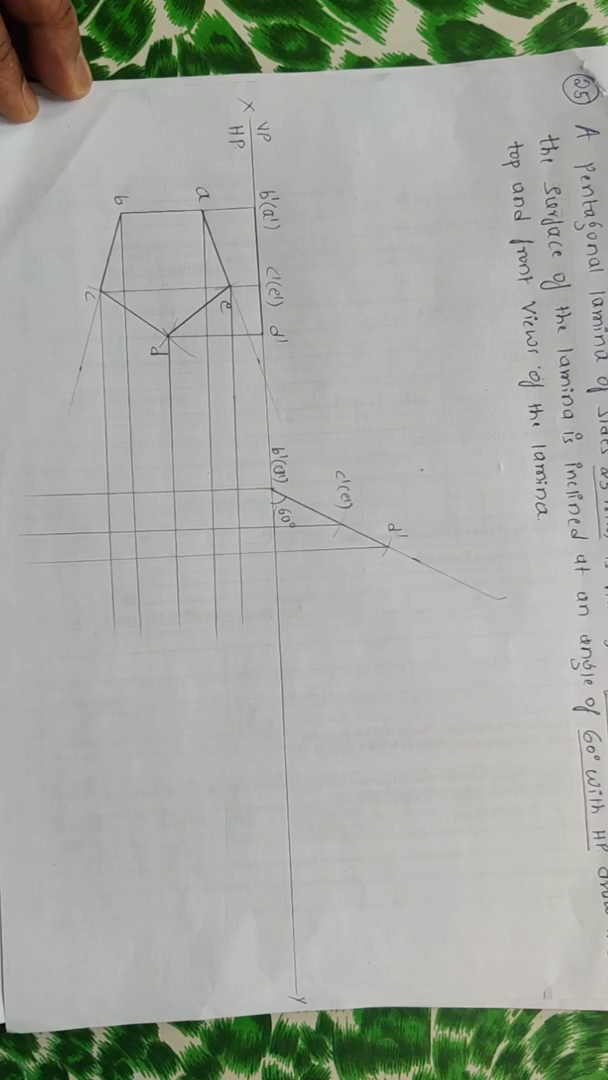 25 A pentagonal lamina of sides
the surface of the lamina is inclined at an angle of 60° with HP. draw
top and front views of the lamina.
X VP
HP
b'(a') c'(e') d' b'(a') 60° c'(e') d' Y
a
e
b
c
d